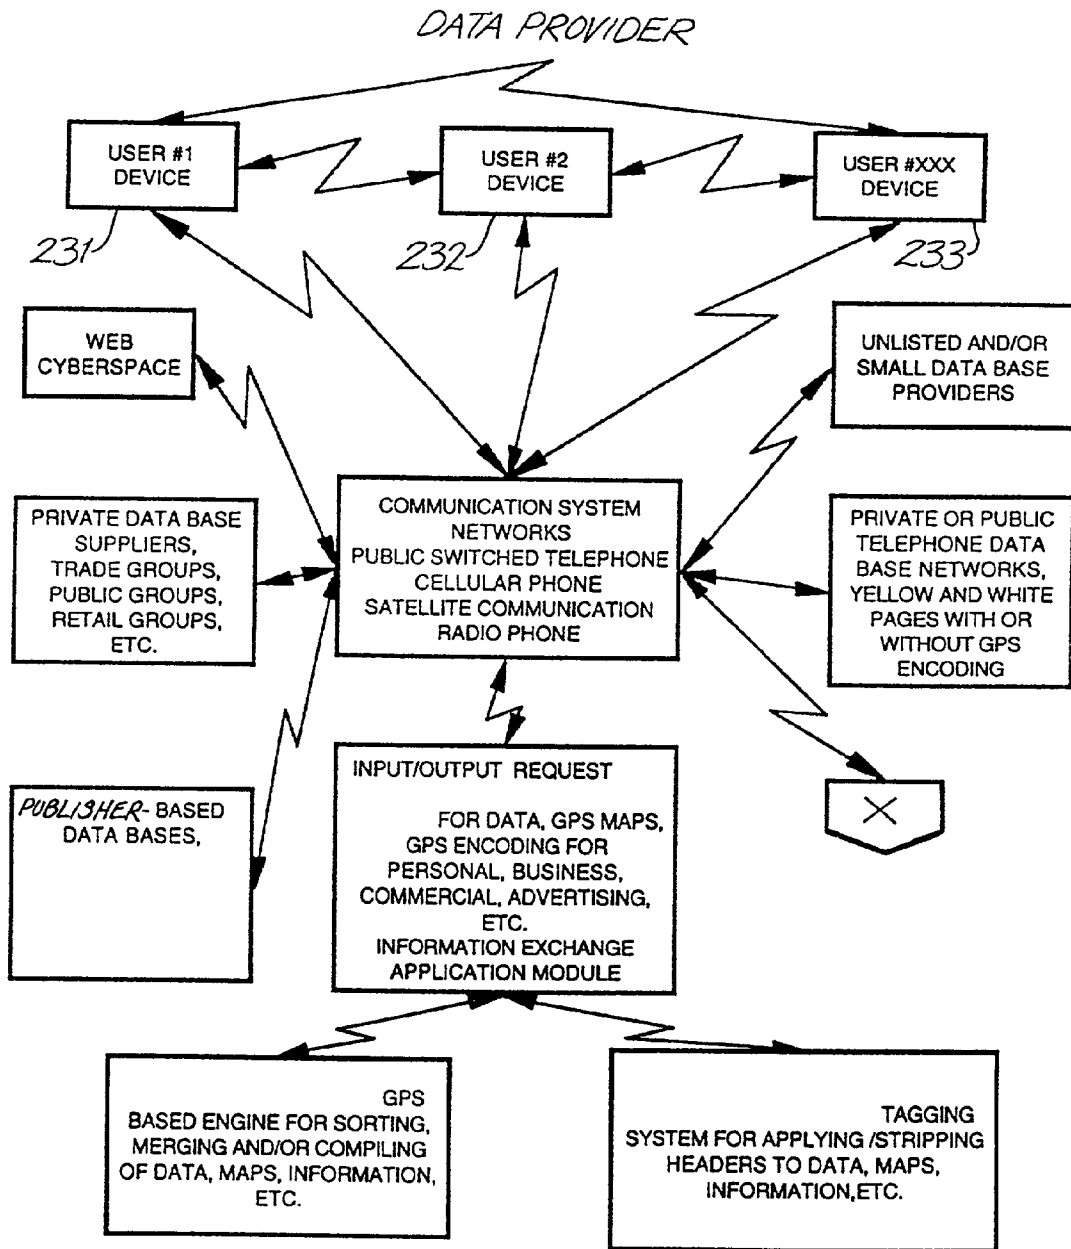 DATA PROVIDER
USER #1
DEVICE
USER #2
DEVICE
USER #XXX
DEVICE
231
232
233
WEB
CYBERSPACE
UNLISTED AND/OR
SMALL DATA BASE
PROVIDERS
PRIVATE DATA BASE
SUPPLIERS,
TRADE GROUPS,
PUBLIC GROUPS,
RETAIL GROUPS,
ETC.
COMMUNICATION SYSTEM
NETWORKS
PUBLIC SWITCHED TELEPHONE
CELLULAR PHONE
SATELLITE COMMUNICATION
RADIO PHONE
PRIVATE OR PUBLIC
TELEPHONE DATA
BASE NETWORKS,
YELLOW AND WHITE
PAGES WITH OR
WITHOUT GPS
ENCODING
PUBLISHER- BASED
DATA BASES,
INPUT/OUTPUT REQUEST
FOR DATA, GPS MAPS,
GPS ENCODING FOR
PERSONAL, BUSINESS,
COMMERCIAL, ADVERTISING,
ETC.
INFORMATION EXCHANGE
APPLICATION MODULE
X
GPS
BASED ENGINE FOR SORTING,
MERGING AND/OR COMPILING
OF DATA, MAPS, INFORMATION,
ETC.
TAGGING
SYSTEM FOR APPLYING /STRIPPING
HEADERS TO DATA, MAPS,
INFORMATION,ETC.